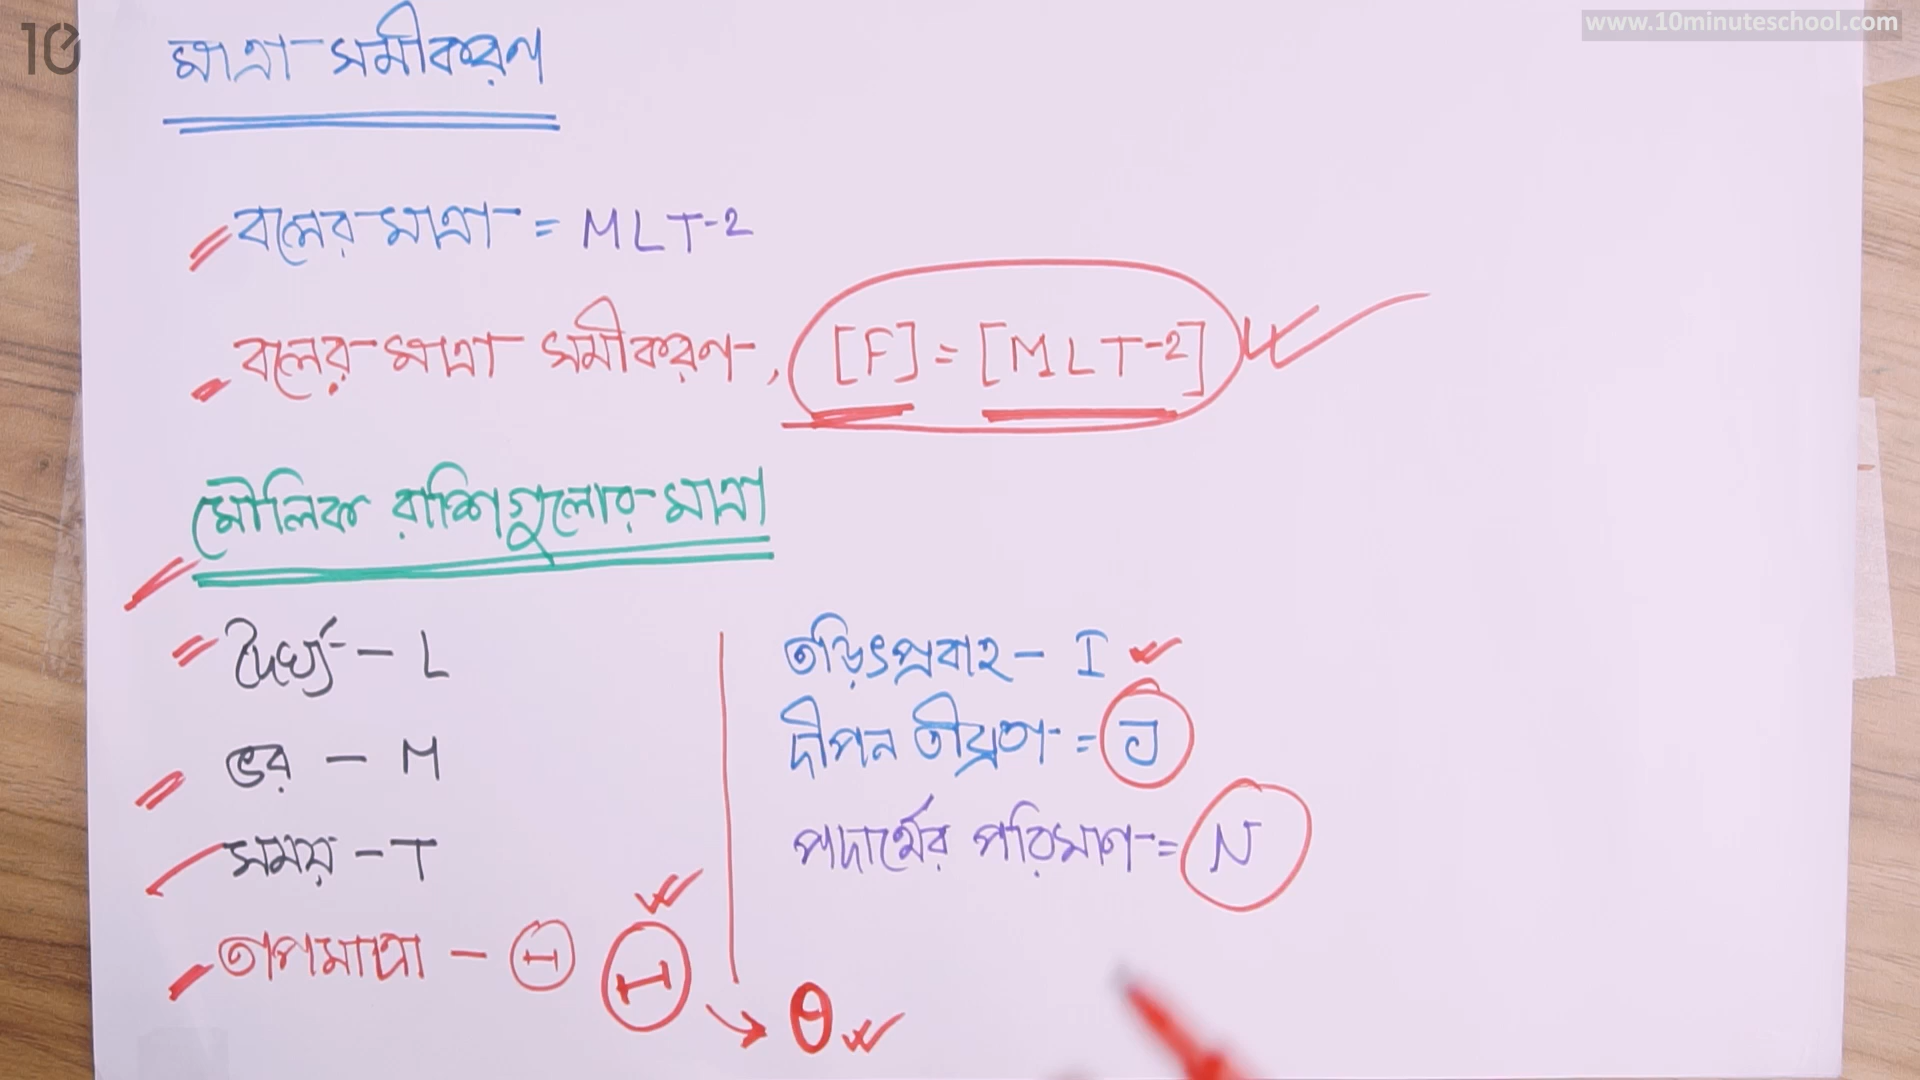 10
www.10minuteschool.com
মাত্রা সমীকরণ
বলের মাত্রা = MLT-2
বলের মাত্রা সমীকরণ, [F] = [MLT-2]
মৌলিক রাশিগুলোর মাত্রা
দৈর্ঘ্য - L
ভর - M
সময় - T
তাপমাত্রা - Θ Θ → θ
তড়িৎপ্রবাহ - I
দীপন তীব্রতা = J
পদার্থের পরিমাণ = N